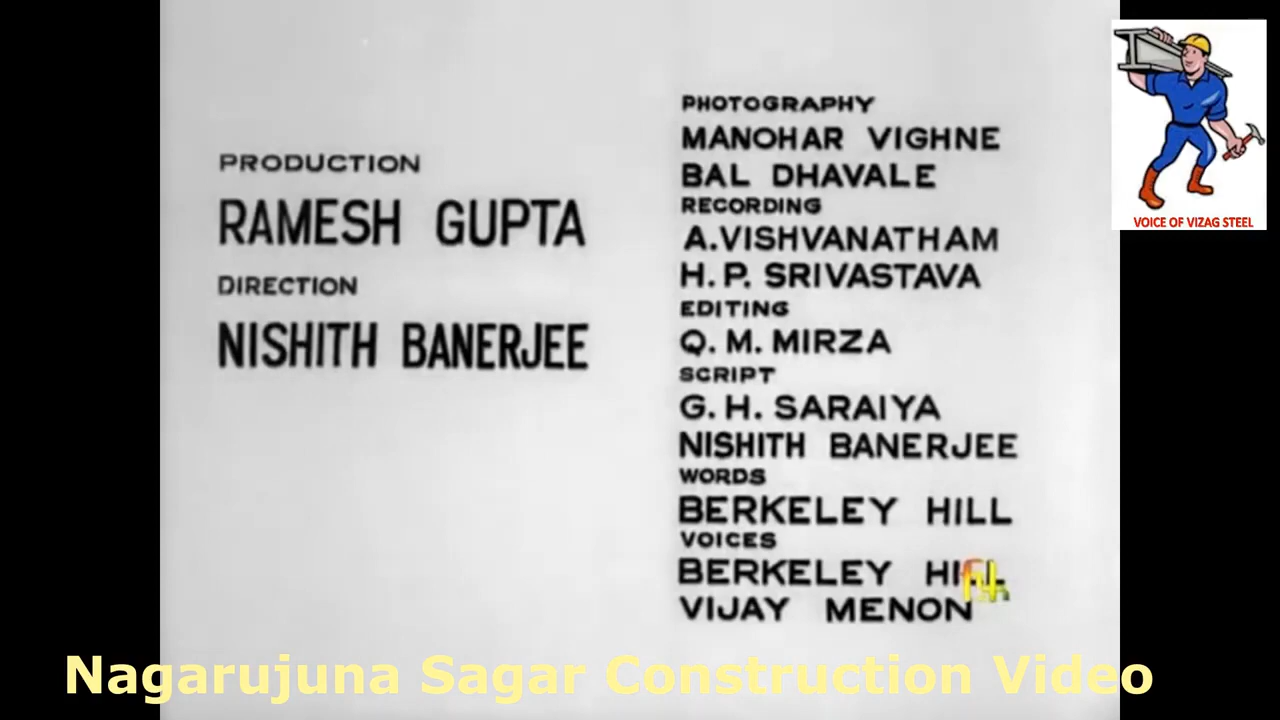 PRODUCTION
RAMESH GUPTA
DIRECTION
NISHITH BANERJEE
PHOTOGRAPHY
MANOHAR VIGHNE
BAL DHAVALE
RECORDING
A.VISHVANATHAM
H.P. SRIVASTAVA
EDITING
Q.M. MIRZA
SCRIPT
G.H. SARAIYA
NISHITH BANERJEE
WORDS
BERKELEY HILL
VOICES
BERKELEY HILL
VIJAY MENON
VOICE OF VIZAG STEEL
Nagarujuna Sagar Construction Video